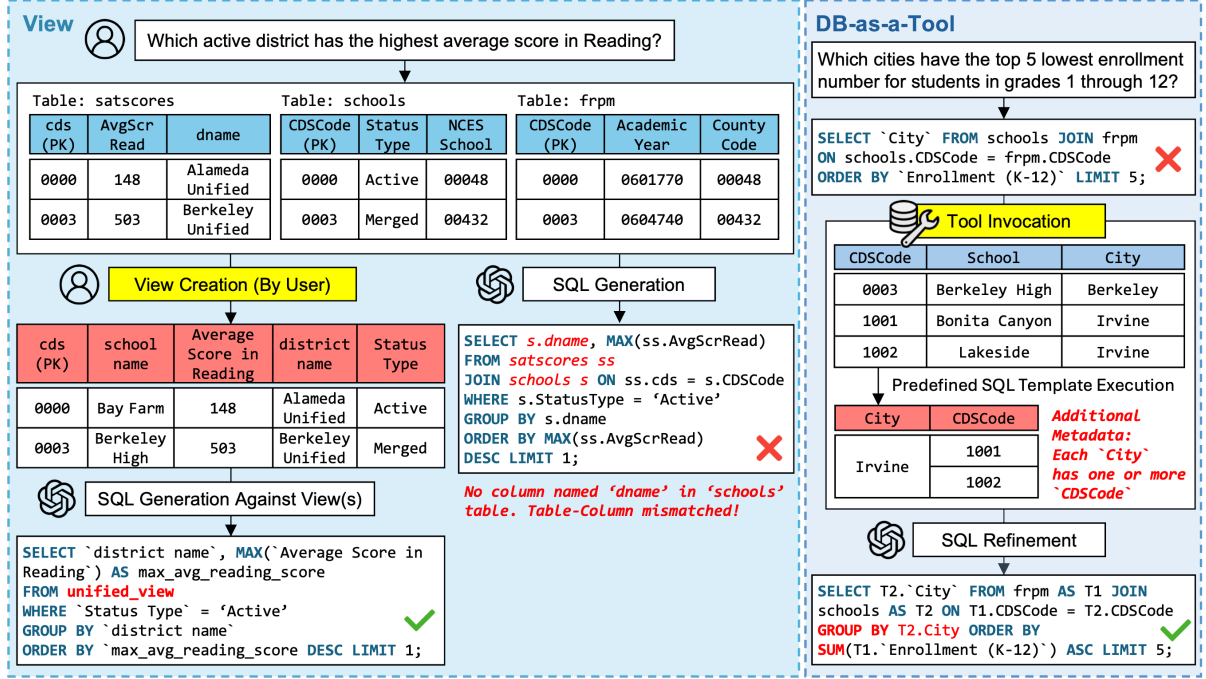 View
Which active district has the highest average score in Reading?
Table: satscores
cds (PK) AvgScr Read dname
0000 148 Alameda Unified
0003 503 Berkeley Unified
Table: schools
CDSCode (PK) Status Type NCES School
0000 Active 00048
0003 Merged 00432
Table: frpm
CDSCode (PK) Academic Year County Code
0000 0601770 00048
0003 0604740 00432
View Creation (By User)
cds (PK) school name Average Score in Reading district name Status Type
0000 Bay Farm 148 Alameda Unified Active
0003 Berkeley High 503 Berkeley Unified Merged
SQL Generation Against View(s)
SELECT `district name`, MAX(`Average Score in
Reading`) AS max_avg_reading_score
FROM unified_view
WHERE `Status Type` = ‘Active’
GROUP BY `district name`
ORDER BY `max_avg_reading_score DESC LIMIT 1;
SQL Generation
SELECT s.dname, MAX(ss.AvgScrRead)
FROM satscores ss
JOIN schools s ON ss.cds = s.CDSCode
WHERE s.StatusType = ‘Active’
GROUP BY s.dname
ORDER BY MAX(ss.AvgScrRead)
DESC LIMIT 1;
No column named ‘dname’ in ‘schools’
table. Table-Column mismatched!
DB-as-a-Tool
Which cities have the top 5 lowest enrollment
number for students in grades 1 through 12?
SELECT `City` FROM schools JOIN frpm
ON schools.CDSCode = frpm.CDSCode
ORDER BY `Enrollment (K-12)` LIMIT 5;
Tool Invocation
CDSCode School City
0003 Berkeley High Berkeley
1001 Bonita Canyon Irvine
1002 Lakeside Irvine
Predefined SQL Template Execution
City CDSCode
Irvine 1001
1002
Additional
Metadata:
Each `City`
has one or more
`CDSCode`
SQL Refinement
SELECT T2.`City` FROM frpm AS T1 JOIN
schools AS T2 ON T1.CDSCode = T2.CDSCode
GROUP BY T2.City ORDER BY
SUM(T1.`Enrollment (K-12)`) ASC LIMIT 5;